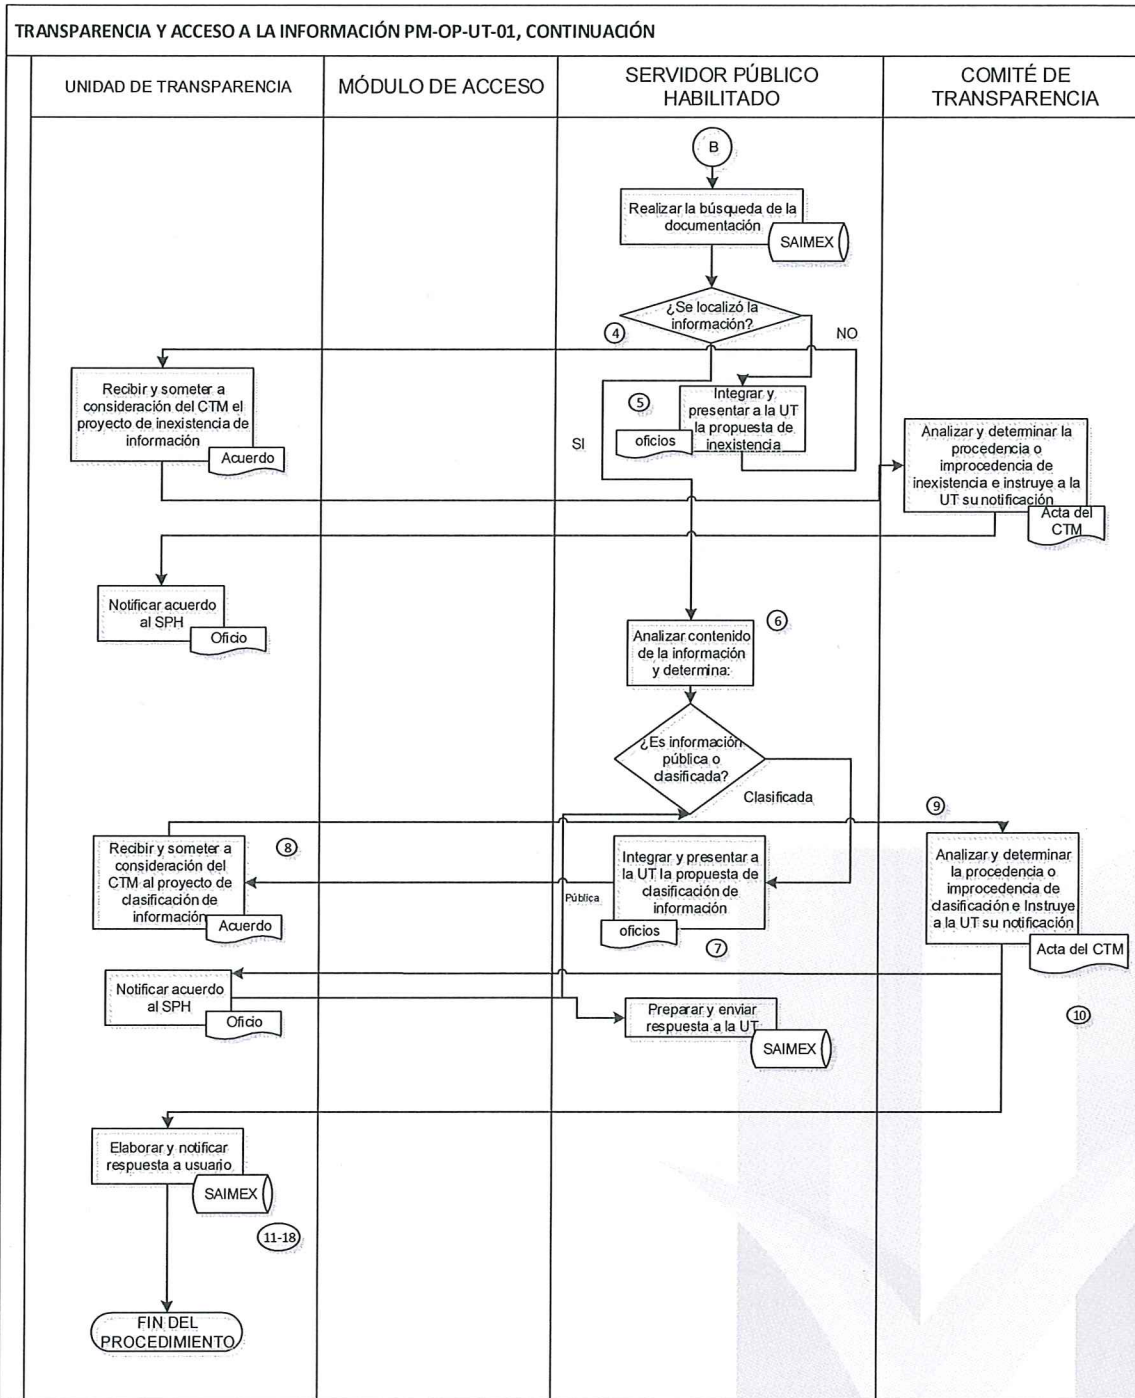 TRANSPARENCIA Y ACCESO A LA INFORMACIÓN PM-OP-UT-01, CONTINUACIÓN
UNIDAD DE TRANSPARENCIA
MÓDULO DE ACCESO
SERVIDOR PÚBLICO
HABILITADO
COMITÉ DE
TRANSPARENCIA
B
Realizar la búsqueda de la
documentación
SAIMEX
¿Se localizó la
información?
4
NO
Recibir y someter a
consideración del CTM el
proyecto de inexistencia de
información
Acuerdo
5
Integrar y
presentar a la UT
la propuesta de
inexistencia
oficios
SI
Analizar y determinar la
procedencia o
improcedencia de
inexistencia e instruye a la
UT su notificación
Acta del
CTM
Notificar acuerdo
al SPH
Oficio
6
Analizar contenido
de la información
y determina:
¿Es información
pública o
clasificada?
Clasificada
9
Recibir y someter a
consideración del
CTM al proyecto de
clasificación de
información
Acuerdo
8
Pública
Integrar y presentar a
la UT la propuesta de
clasificación de
información
oficios
7
Analizar y determinar
la procedencia o
improcedencia de
clasificación e Instruye
a la UT su notificación
Acta del CTM
10
Notificar acuerdo
al SPH
Oficio
Preparar y enviar
respuesta a la UT
SAIMEX
Elaborar y notificar
respuesta a usuario
SAIMEX
11-18
FIN DEL
PROCEDIMIENTO